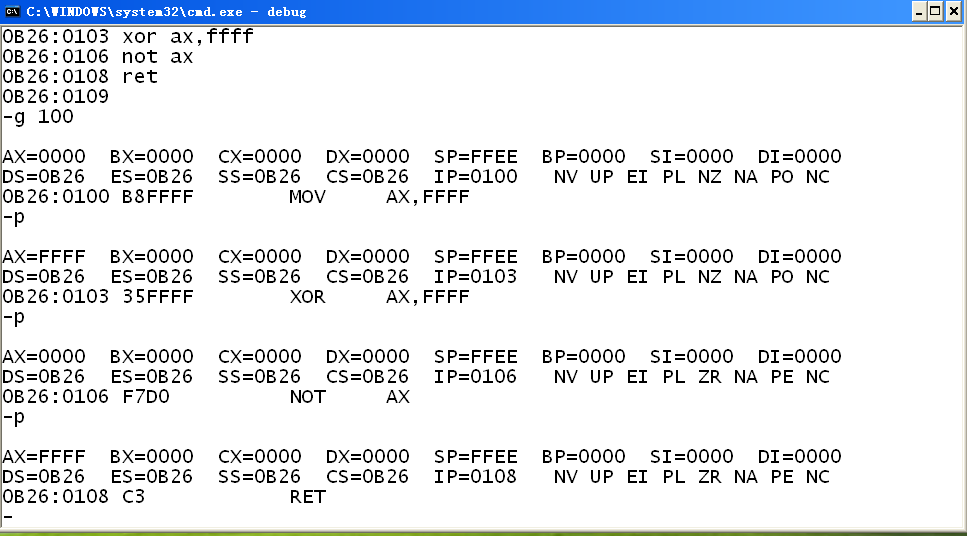 C:\WINDOWS\system32\cmd.exe - debug
0B26:0103 xor ax,ffff
0B26:0106 not ax
0B26:0108 ret
0B26:0109
-g 100
AX=0000  BX=0000  CX=0000  DX=0000  SP=FFEE  BP=0000  SI=0000  DI=0000
DS=0B26  ES=0B26  SS=0B26  CS=0B26  IP=0100   NV UP EI PL NZ NA PO NC
0B26:0100 B8FFFF        MOV     AX,FFFF
-p
AX=FFFF  BX=0000  CX=0000  DX=0000  SP=FFEE  BP=0000  SI=0000  DI=0000
DS=0B26  ES=0B26  SS=0B26  CS=0B26  IP=0103   NV UP EI PL NZ NA PO NC
0B26:0103 35FFFF        XOR     AX,FFFF
-p
AX=0000  BX=0000  CX=0000  DX=0000  SP=FFEE  BP=0000  SI=0000  DI=0000
DS=0B26  ES=0B26  SS=0B26  CS=0B26  IP=0106   NV UP EI PL ZR NA PE NC
0B26:0106 F7D0          NOT     AX
-p
AX=FFFF  BX=0000  CX=0000  DX=0000  SP=FFEE  BP=0000  SI=0000  DI=0000
DS=0B26  ES=0B26  SS=0B26  CS=0B26  IP=0108   NV UP EI PL ZR NA PE NC
0B26:0108 C3            RET
-